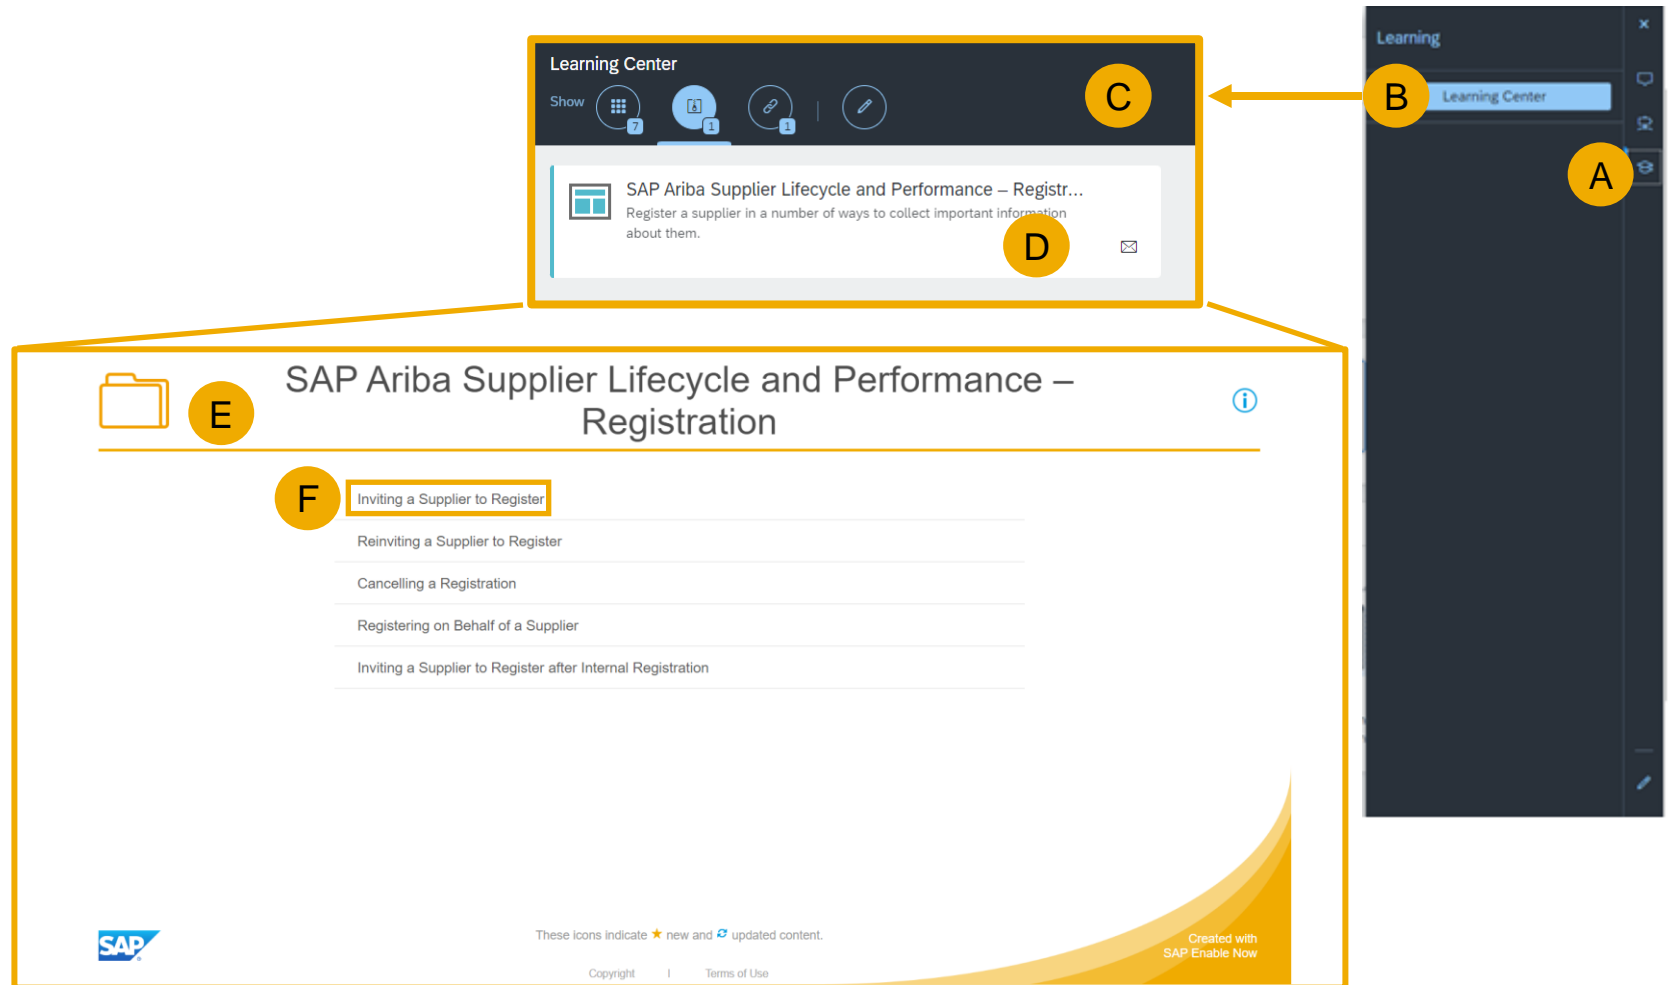 Learning Center
Show
7
1
1
C
SAP Ariba Supplier Lifecycle and Performance – Registr...
Register a supplier in a number of ways to collect important information
about them.
D
Learning
B
Learning Center
A
E
SAP Ariba Supplier Lifecycle and Performance –
Registration
F
Inviting a Supplier to Register
Reinviting a Supplier to Register
Cancelling a Registration
Registering on Behalf of a Supplier
Inviting a Supplier to Register after Internal Registration
SAP
These icons indicate ★ new and updated content.
Copyright | Terms of Use
Created with
SAP Enable Now